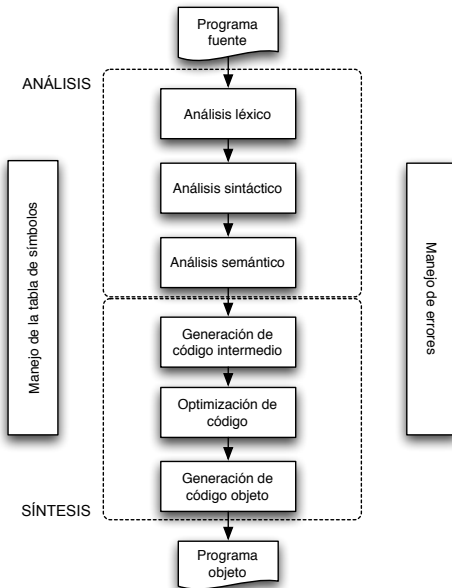 Programa
fuente
ANÁLISIS
Análisis léxico
Análisis sintáctico
Análisis semántico
Manejo de la tabla de símbolos
Manejo de errores
Generación de
código intermedio
Optimización de
código
Generación de
código objeto
SÍNTESIS
Programa
objeto